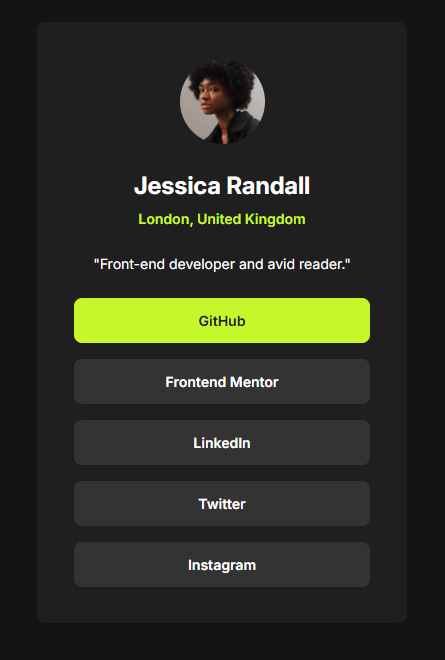 Jessica Randall
London, United Kingdom
"Front-end developer and avid reader."
GitHub
Frontend Mentor
LinkedIn
Twitter
Instagram